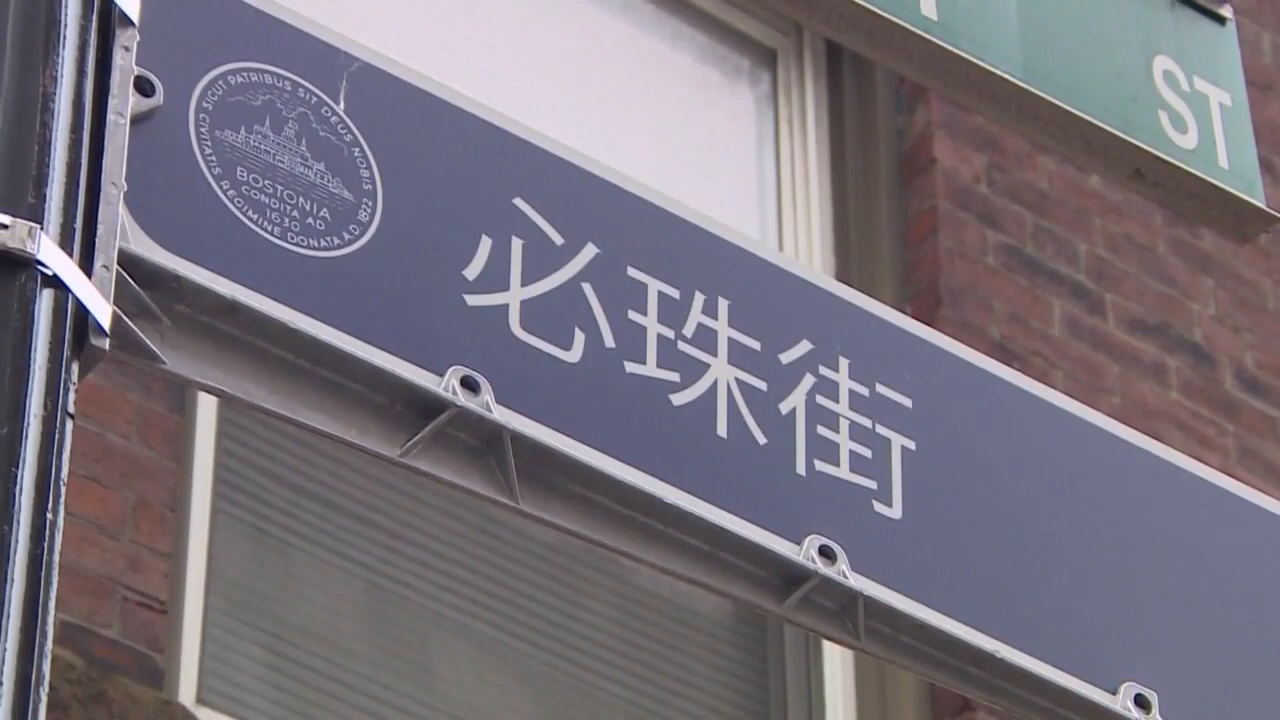 SICUT PATRIBUS SIT DEUS NOBIS
BOSTONIA
CONDITA AD
1630
CIVITATIS REGIMINE DONATA A.D. 1822
必珠街
ST